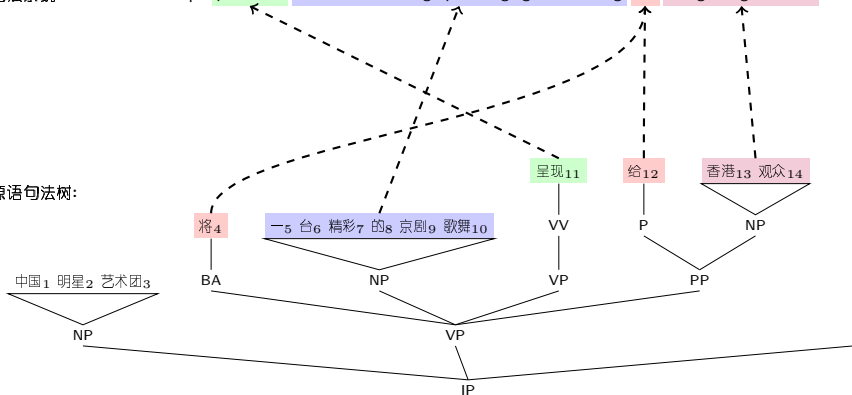 呈现₁₁ 给₁₂ 香港₁₃ 观众₁₄
源语句法树:
将₄ 一₅ 台₆ 精彩₇ 的₈ 京剧₉ 歌舞₁₀ VV P NP
中国₁ 明星₂ 艺术团₃ BA NP VP PP
NP VP
IP